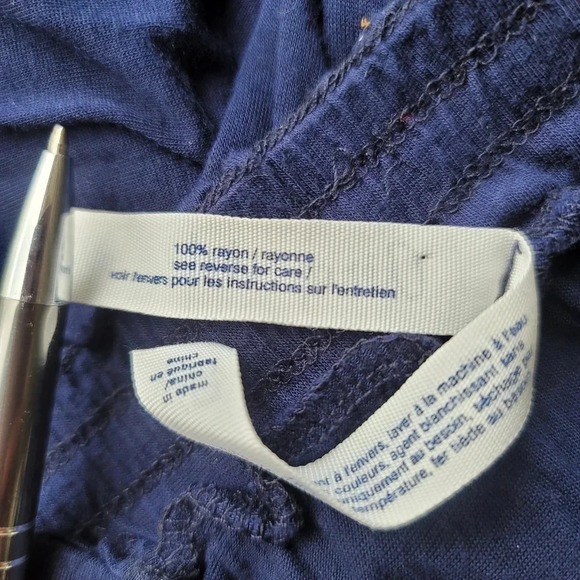 100% rayon / rayonne
see reverse for care /
voir l'envers pour les instructions sur l'entretien
made in
china/
fabriqué en
chine
à l'envers, laver à la machine à l'eau
couleurs, agent blanchissant sans
au besoin, séchage par
température, fer tiède au besoin